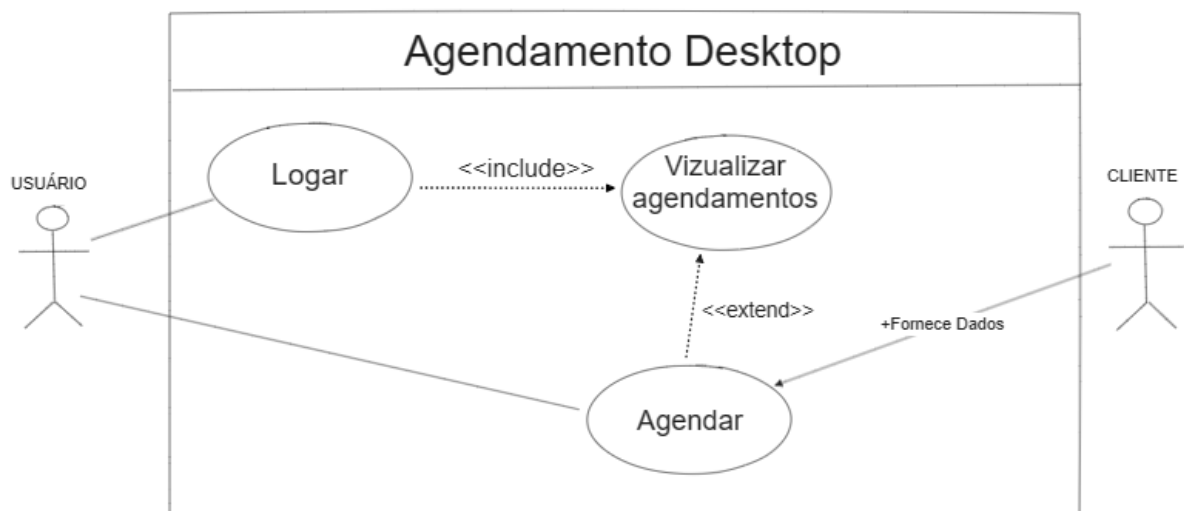 Agendamento Desktop
USUÁRIO
Logar
<<include>>
Vizualizar
agendamentos
CLIENTE
<<extend>>
+Fornece Dados
Agendar